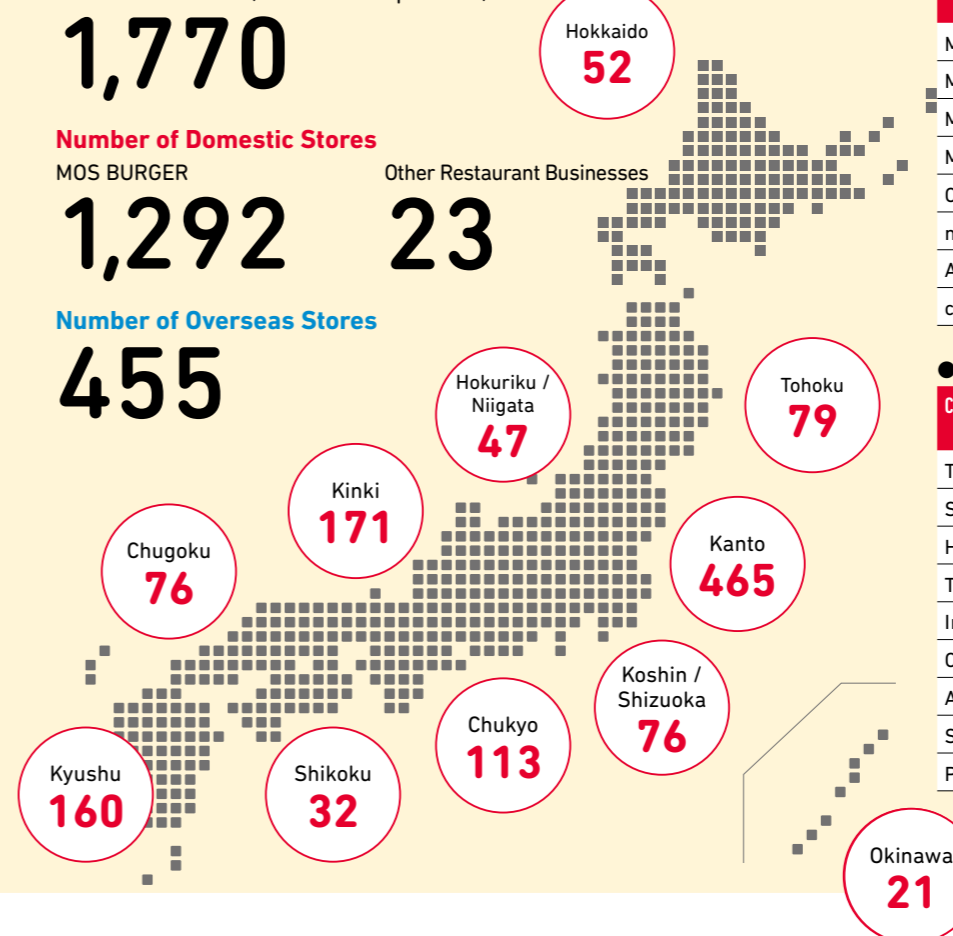 1,770
Number of Domestic Stores
MOS BURGER
1,292
Other Restaurant Businesses
23
Number of Overseas Stores
455
Hokkaido
52
Hokuriku /
Niigata
47
Tohoku
79
Kinki
171
Chugoku
76
Kanto
465
Koshin /
Shizuoka
76
Chukyo
113
Kyushu
160
Shikoku
32
Okinawa
21